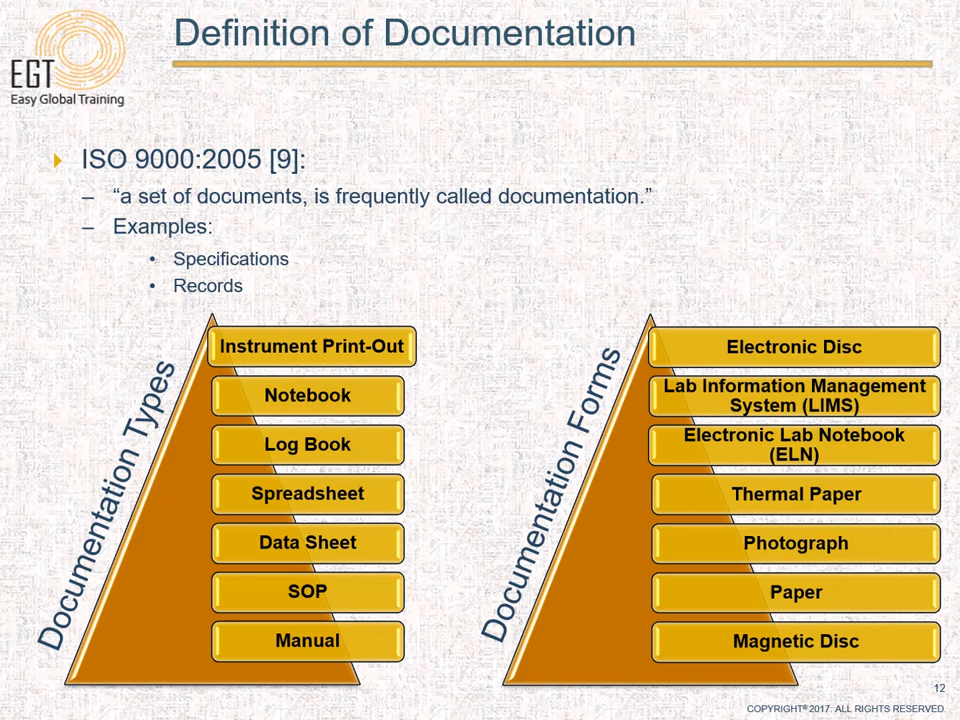 Definition of Documentation
EGT
Easy Global Training
ISO 9000:2005 [9]:
– “a set of documents, is frequently called documentation.”
– Examples:
• Specifications
• Records
Documentation Types
Instrument Print-Out
Notebook
Log Book
Spreadsheet
Data Sheet
SOP
Manual
Documentation Forms
Electronic Disc
Lab Information Management
System (LIMS)
Electronic Lab Notebook
(ELN)
Thermal Paper
Photograph
Paper
Magnetic Disc
12
COPYRIGHT® 2017. ALL RIGHTS RESERVED.